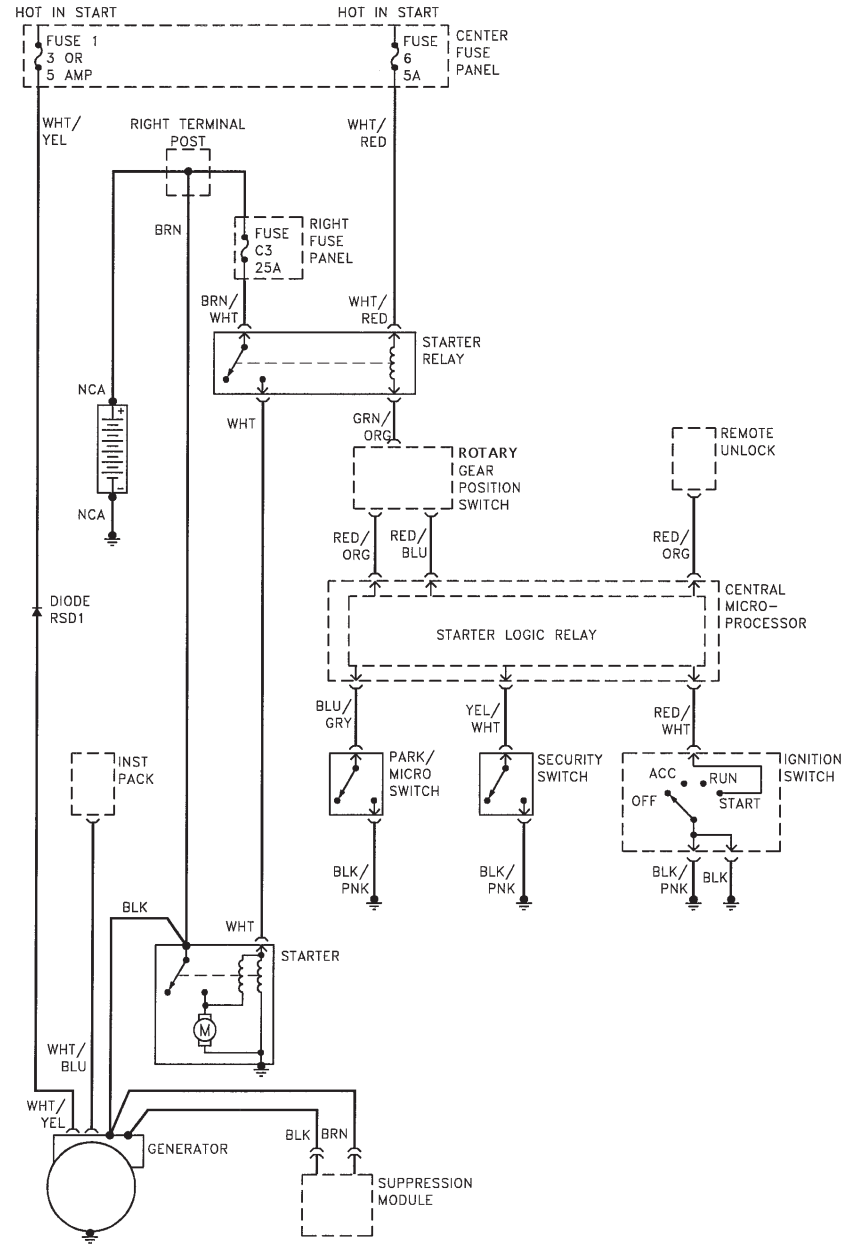 HOT IN START
HOT IN START
FUSE 1
3 OR
5 AMP
FUSE
6
5A
CENTER
FUSE
PANEL
WHT/
YEL
RIGHT TERMINAL
POST
WHT/
RED
BRN
FUSE
C3
25A
RIGHT
FUSE
PANEL
BRN/
WHT
WHT/
RED
STARTER
RELAY
NCA
+
-
NCA
WHT
GRN/
ORG
ROTARY
GEAR
POSITION
SWITCH
REMOTE
UNLOCK
RED/
ORG
RED/
BLU
RED/
ORG
DIODE
RSD1
CENTRAL
MICRO-
PROCESSOR
STARTER LOGIC RELAY
BLU/
GRY
YEL/
WHT
RED/
WHT
INST
PACK
PARK/
MICRO
SWITCH
SECURITY
SWITCH
IGNITION
SWITCH
ACC
RUN
OFF
START
BLK/
PNK
BLK/
PNK
BLK/
PNK
BLK
BLK
WHT
STARTER
M
WHT/
BLU
WHT/
YEL
GENERATOR
BLK
BRN
SUPPRESSION
MODULE